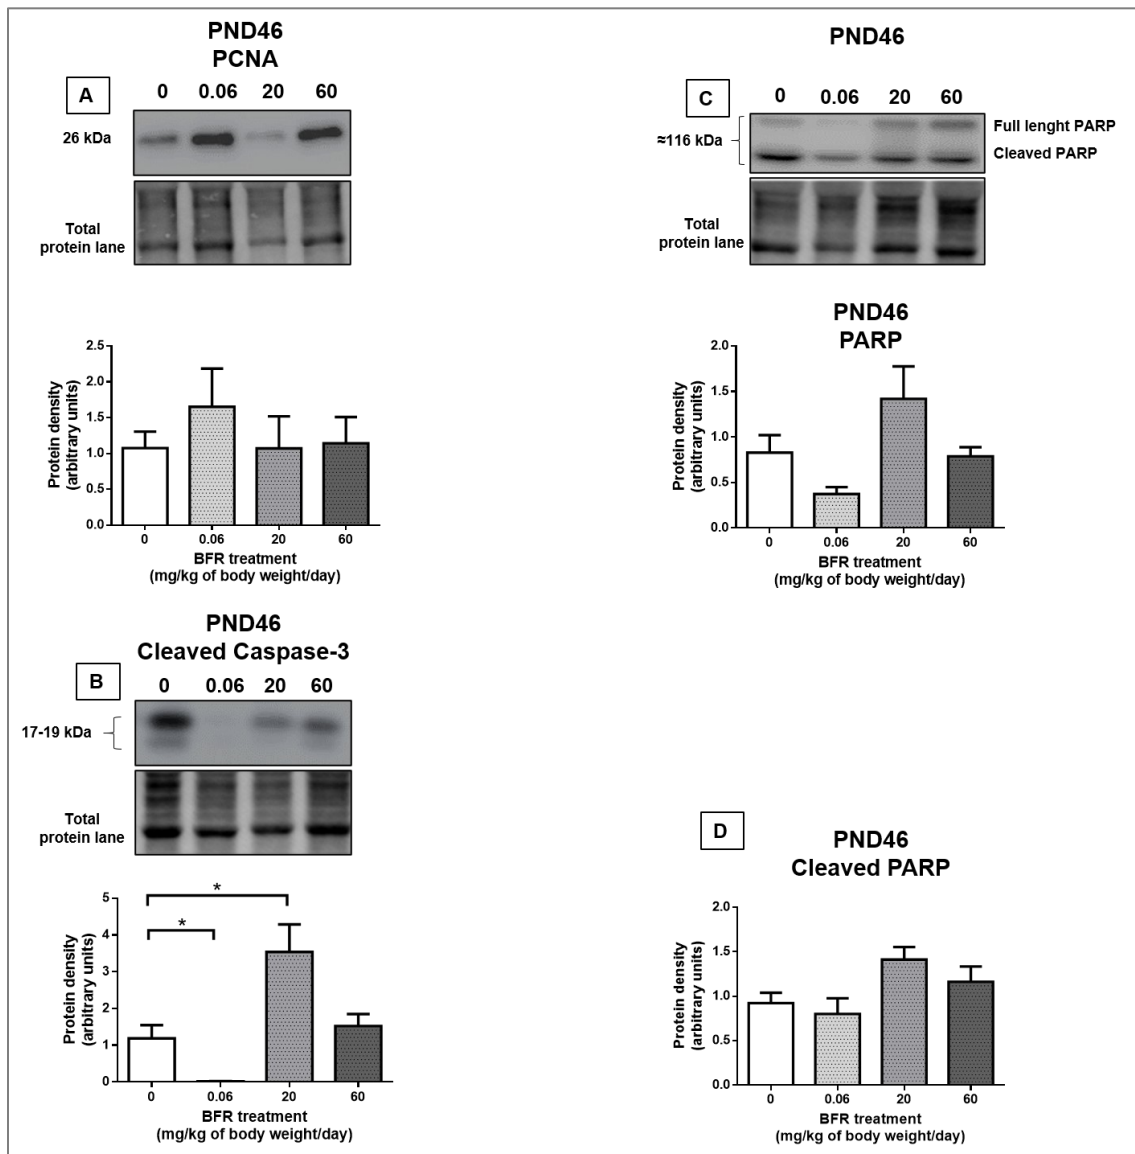 PND46
PCNA
A
0 0.06 20 60
26 kDa
Total
protein lane
Protein density
(arbitrary units)
2.5
2.0
1.5
1.0
0.5
0.0
0 0.06 20 60
BFR treatment
(mg/kg of body weight/day)
PND46
Cleaved Caspase-3
B
0 0.06 20 60
17-19 kDa
Total
protein lane
Protein density
(arbitrary units)
5
4
3
2
1
0
*
*
0 0.06 20 60
BFR treatment
(mg/kg of body weight/day)
PND46
C
0 0.06 20 60
≈116 kDa
Full lenght PARP
Cleaved PARP
Total
protein lane
PND46
PARP
Protein density
(arbitrary units)
2.0
1.5
1.0
0.5
0.0
0 0.06 20 60
BFR treatment
(mg/kg of body weight/day)
D
PND46
Cleaved PARP
Protein density
(arbitrary units)
2.0
1.5
1.0
0.5
0.0
0 0.06 20 60
BFR treatment
(mg/kg of body weight/day)